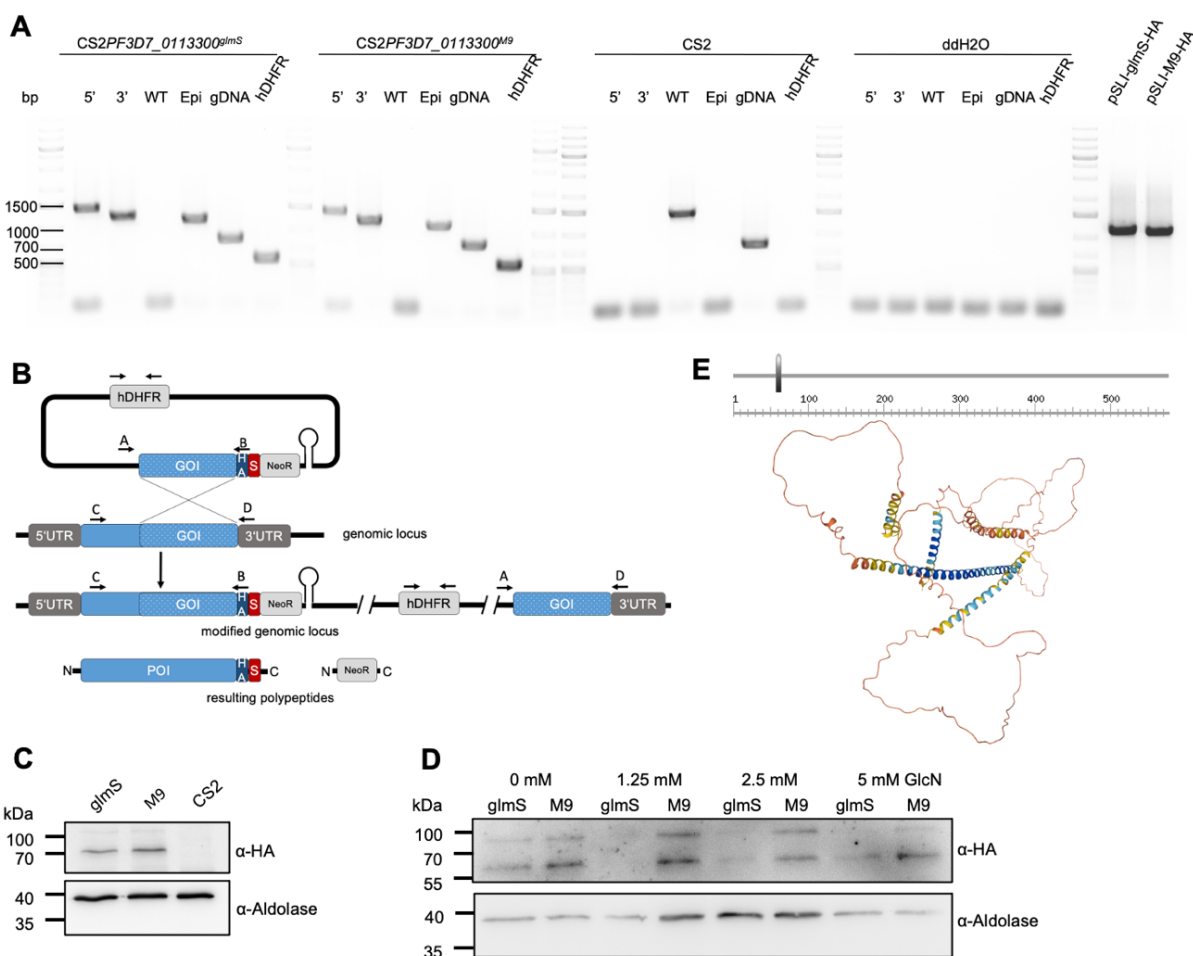 A
CS2PF3D7_0113300glmS
CS2PF3D7_0113300M9
CS2
ddH2O
pSLI-glmS-HA
pSLI-M9-HA
bp
5' 3' WT Epi gDNA hDHFR
5' 3' WT Epi gDNA hDHFR
5' 3' WT Epi gDNA hDHFR
5' 3' WT Epi gDNA hDHFR
1500
1000
700
500
B
hDHFR
A B
GOI HA S NeoR
C D
5'UTR GOI 3'UTR genomic locus
C B hDHFR A D
5'UTR GOI HA S NeoR GOI 3'UTR
modified genomic locus
N POI HA S C N NeoR C
resulting polypeptides
E
1 100 200 300 400 500
C
glmS M9 CS2
kDa
100
70
α-HA
40
35
α-Aldolase
D
0 mM 1.25 mM 2.5 mM 5 mM GlcN
kDa glmS M9 glmS M9 glmS M9 glmS M9
100
70
55
α-HA
40
35
α-Aldolase